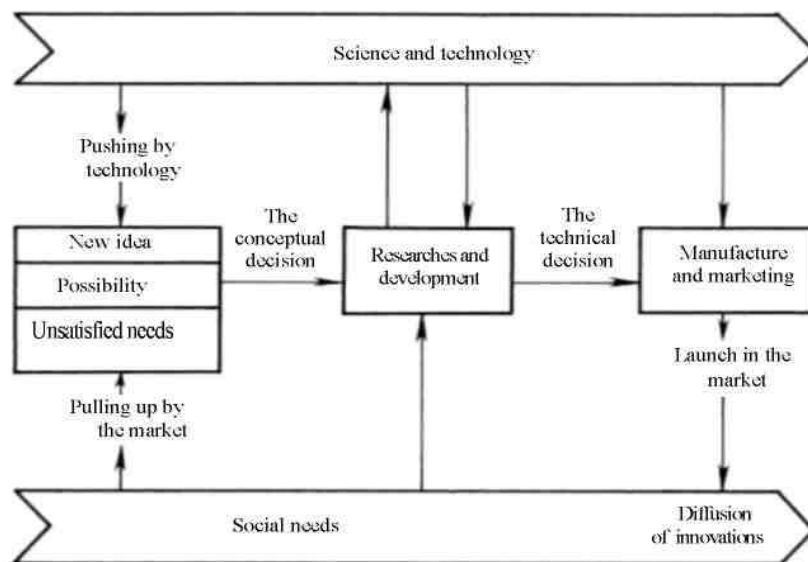 Science and technology
Pushing by
technology
New idea
Possibility
Unsatisfied needs
The
conceptual
decision
Researches and
development
The
technical
decision
Manufacture
and marketing
Launch in the
market
Pulling up by
the market
Social needs
Diffusion
of innovations